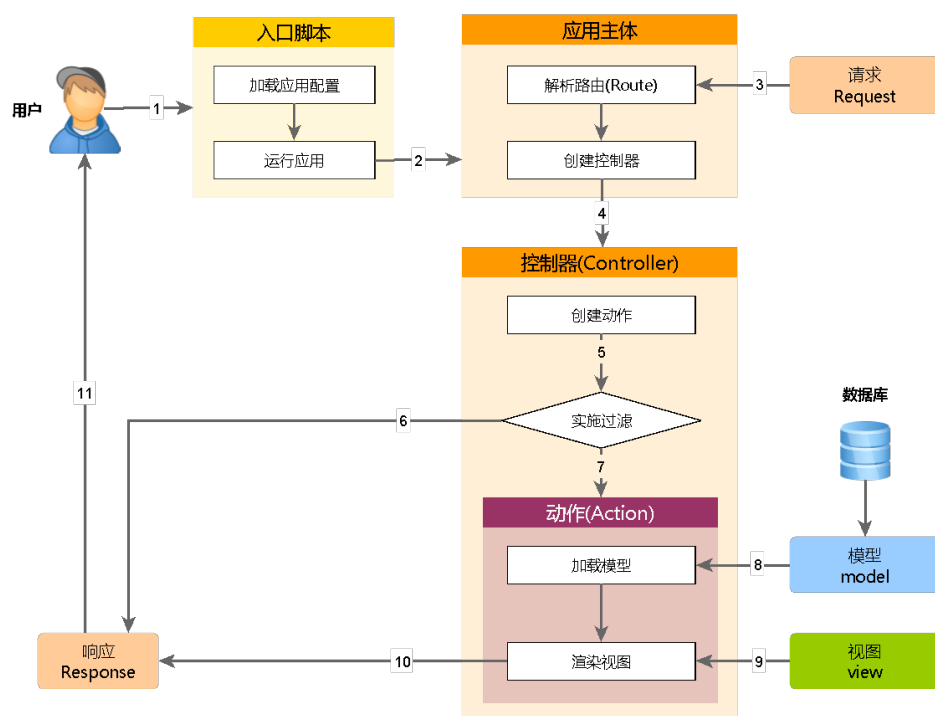 入口脚本
应用主体
加载应用配置
解析路由(Route)
3
请求
Request
用户
1
运行应用
2
创建控制器
4
控制器(Controller)
创建动作
5
11
数据库
6
实施过滤
7
动作(Action)
加载模型
8
模型
model
响应
Response
10
渲染视图
9
视图
view